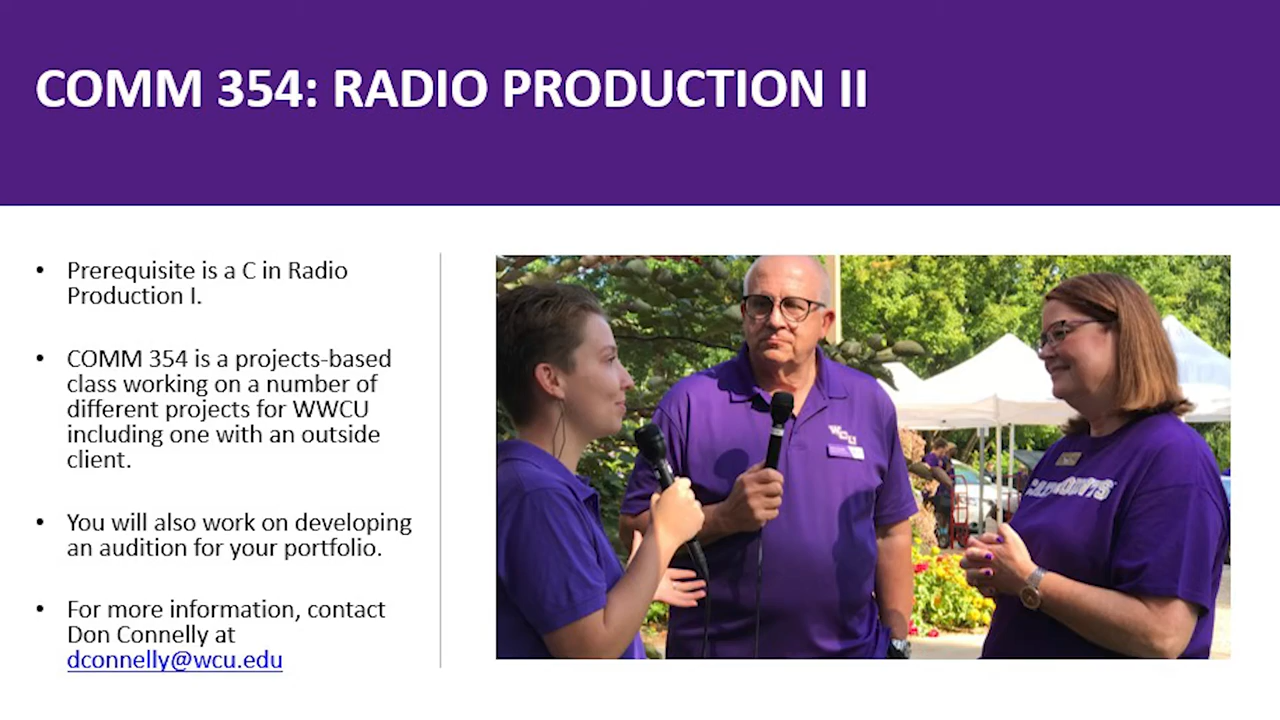 COMM 354: RADIO PRODUCTION II
• Prerequisite is a C in Radio
Production I.
• COMM 354 is a projects-based
class working on a number of
different projects for WWCU
including one with an outside
client.
• You will also work on developing
an audition for your portfolio.
• For more information, contact
Don Connelly at
dconnelly@wcu.edu
WCU
CATAMOUNTS